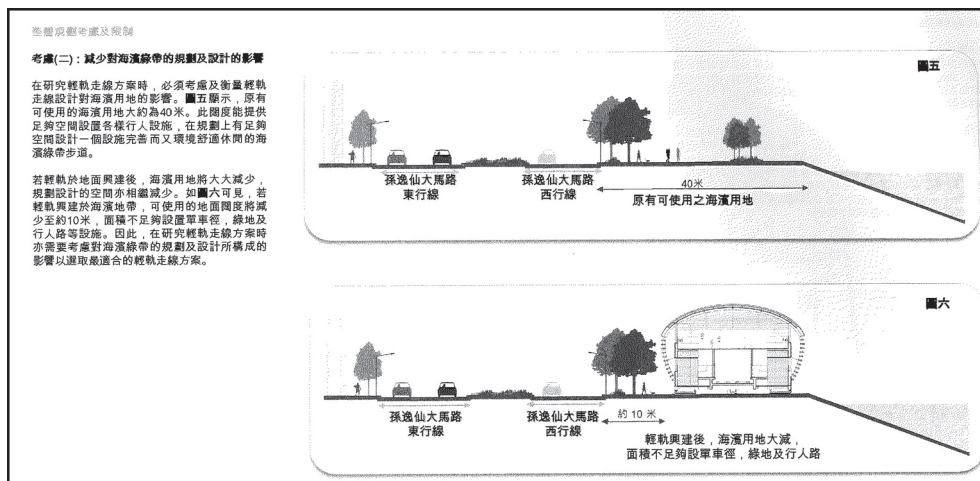 整體規劃考慮及限制
考慮(二)：減少對海濱綠帶的規劃及設計的影響
在研究輕軌走線方案時，必須考慮及衡量輕軌
走線設計對海濱用地的影響。圖五顯示，原有
可使用的海濱用地大約為40米。此闊度能提供
足夠空間設置各樣行人設施，在規劃上有足夠
空間設計一個設施完善而又環境舒適休閒的海
濱綠帶步道。
若輕軌於地面興建後，海濱用地將大大減少，
規劃設計的空間亦相繼減少。如圖六可見，若
輕軌興建於海濱地帶，可使用的地面闊度將減
少至約10米，面積不足夠設置單車徑，綠地及
行人路等設施。因此，在研究輕軌走線方案時
亦需要考慮對海濱綠帶的規劃及設計所構成的
影響以選取最適合的輕軌走線方案。
圖五
孫逸仙大馬路
東行線
孫逸仙大馬路
西行線
40米
原有可使用之海濱用地
圖六
孫逸仙大馬路
東行線
孫逸仙大馬路
西行線
約 10 米
輕軌興建後，海濱用地大減，
面積不足夠設單車徑，綠地及行人路